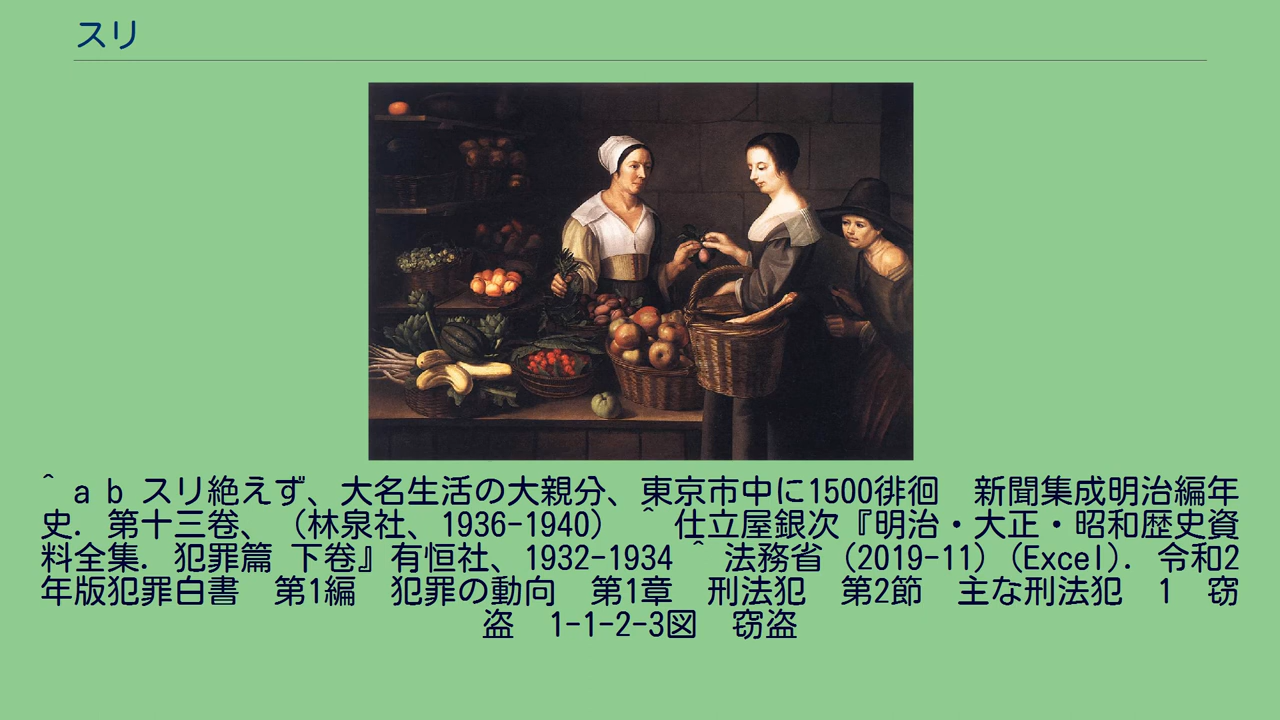 スリ
^ a b スリ絶えず、大名生活の大親分、東京市中に1500徘徊　新聞集成明治編年
史. 第十三卷、（林泉社、1936-1940） ^ 仕立屋銀次『明治・大正・昭和歴史資
料全集. 犯罪篇 下卷』有恒社、1932-1934 ^ 法務省 (2019-11) (Excel). 令和2
年版犯罪白書　第1編　犯罪の動向　第1章　刑法犯　第2節　主な刑法犯　1　窃
盗　1-1-2-3図　窃盗